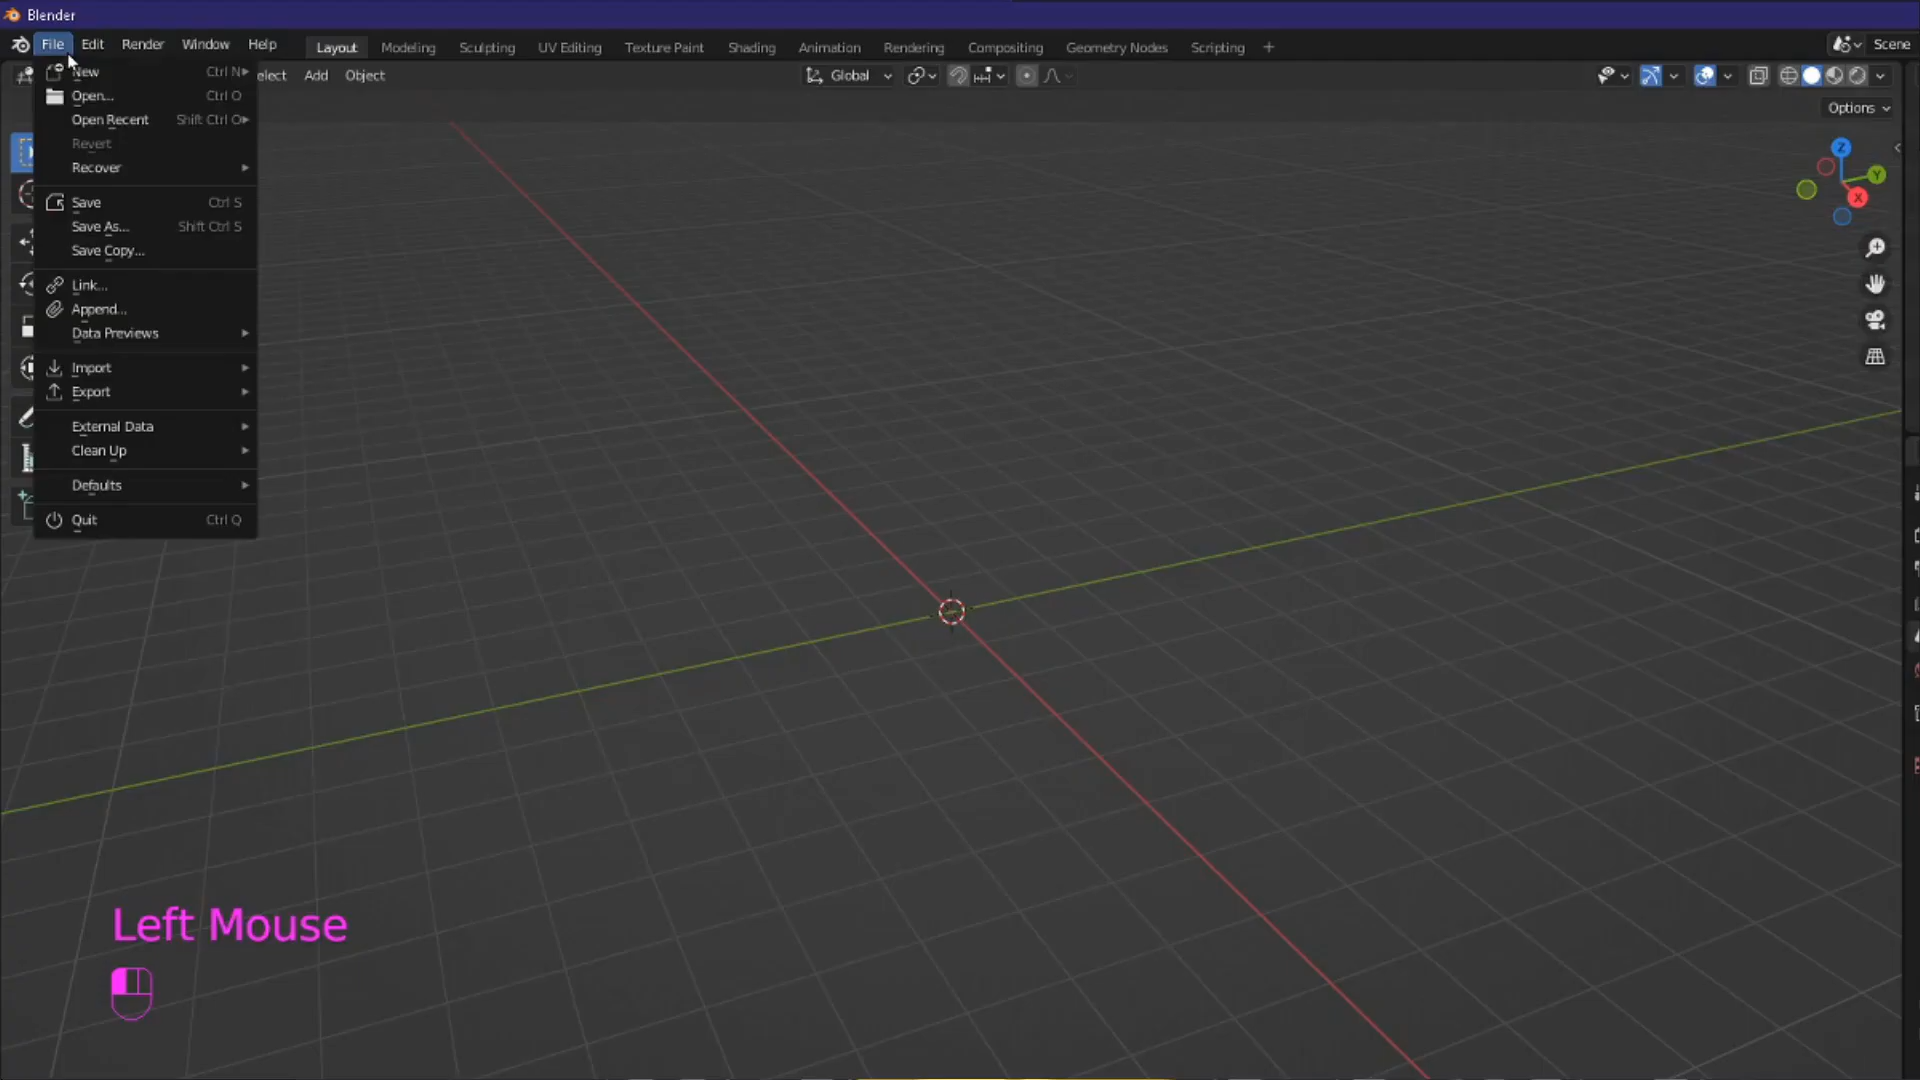 Blender
File Edit Render Window Help Layout Modeling Sculpting UV Editing Texture Paint Shading Animation Rendering Compositing Geometry Nodes Scripting + Scene
elect Add Object Global
Options
New Ctrl N
Open... Ctrl O
Open Recent Shift Ctrl O
Revert
Recover
Save Ctrl S
Save As... Shift Ctrl S
Save Copy...
Link...
Append...
Data Previews
Import
Export
External Data
Clean Up
Defaults
Quit Ctrl Q
Z
Y
X
Left Mouse